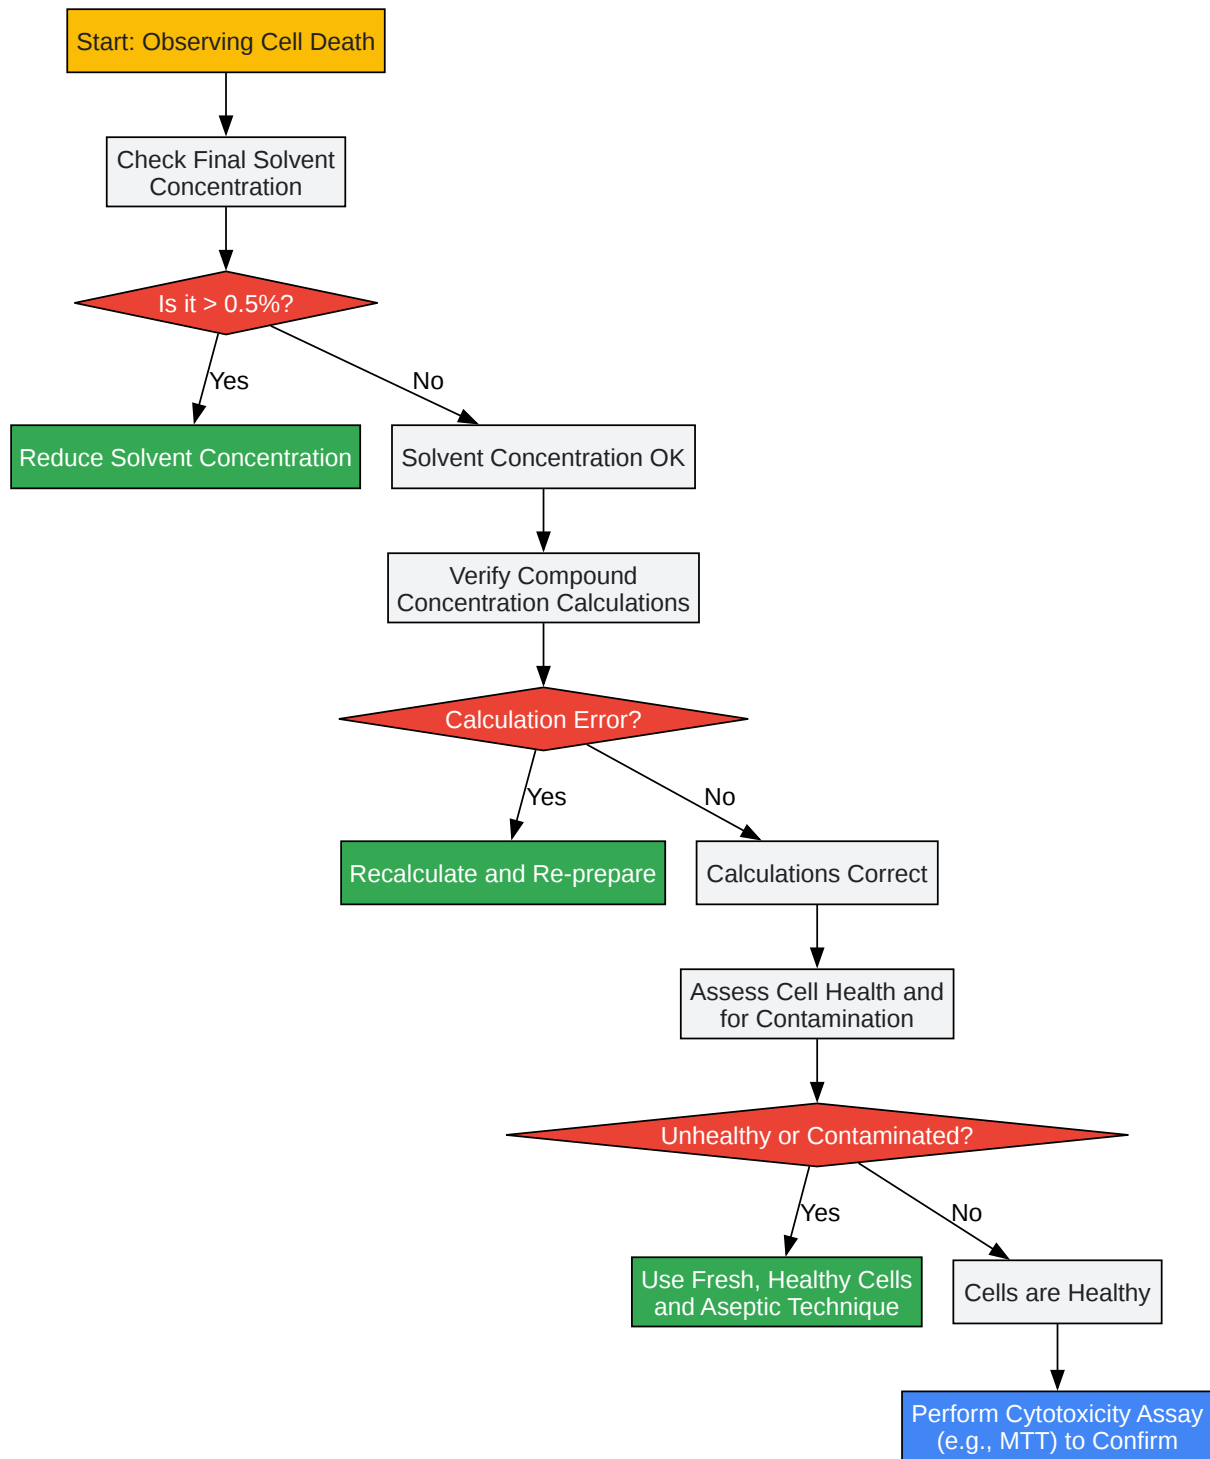 Start: Observing Cell Death
Check Final Solvent
Concentration
Is it > 0.5%?
Yes
No
Reduce Solvent Concentration
Solvent Concentration OK
Verify Compound
Concentration Calculations
Calculation Error?
Yes
No
Recalculate and Re-prepare
Calculations Correct
Assess Cell Health and
for Contamination
Unhealthy or Contaminated?
Yes
No
Use Fresh, Healthy Cells
and Aseptic Technique
Cells are Healthy
Perform Cytotoxicity Assay
(e.g., MTT) to Confirm